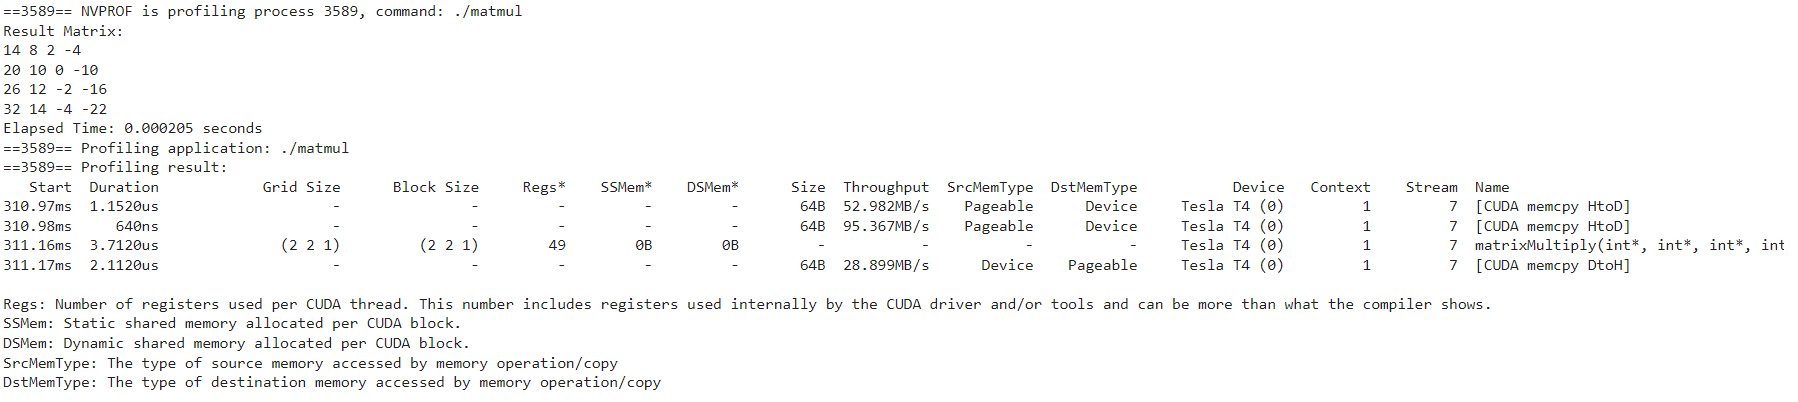 ==3589== NVPROF is profiling process 3589, command: ./matmul
Result Matrix:
14 8 2 -4
20 10 0 -10
26 12 -2 -16
32 14 -4 -22
Elapsed Time: 0.000205 seconds
==3589== Profiling application: ./matmul
==3589== Profiling result:
   Start  Duration            Grid Size      Block Size     Regs*    SSMem*    DSMem*      Size  Throughput  SrcMemType  DstMemType           Device   Context    Stream  Name
310.97ms  1.1520us                    -               -         -         -         -       64B  52.982MB/s    Pageable      Device     Tesla T4 (0)         1         7  [CUDA memcpy HtoD]
310.98ms     640ns                    -               -         -         -         -       64B  95.367MB/s    Pageable      Device     Tesla T4 (0)         1         7  [CUDA memcpy HtoD]
311.16ms  3.7120us              (2 2 1)         (2 2 1)        49        0B        0B         -           -           -           -     Tesla T4 (0)         1         7  matrixMultiply(int*, int*, int*, int
311.17ms  2.1120us                    -               -         -         -         -       64B  28.899MB/s      Device    Pageable     Tesla T4 (0)         1         7  [CUDA memcpy DtoH]
Regs: Number of registers used per CUDA thread. This number includes registers used internally by the CUDA driver and/or tools and can be more than what the compiler shows.
SSMem: Static shared memory allocated per CUDA block.
DSMem: Dynamic shared memory allocated per CUDA block.
SrcMemType: The type of source memory accessed by memory operation/copy
DstMemType: The type of destination memory accessed by memory operation/copy